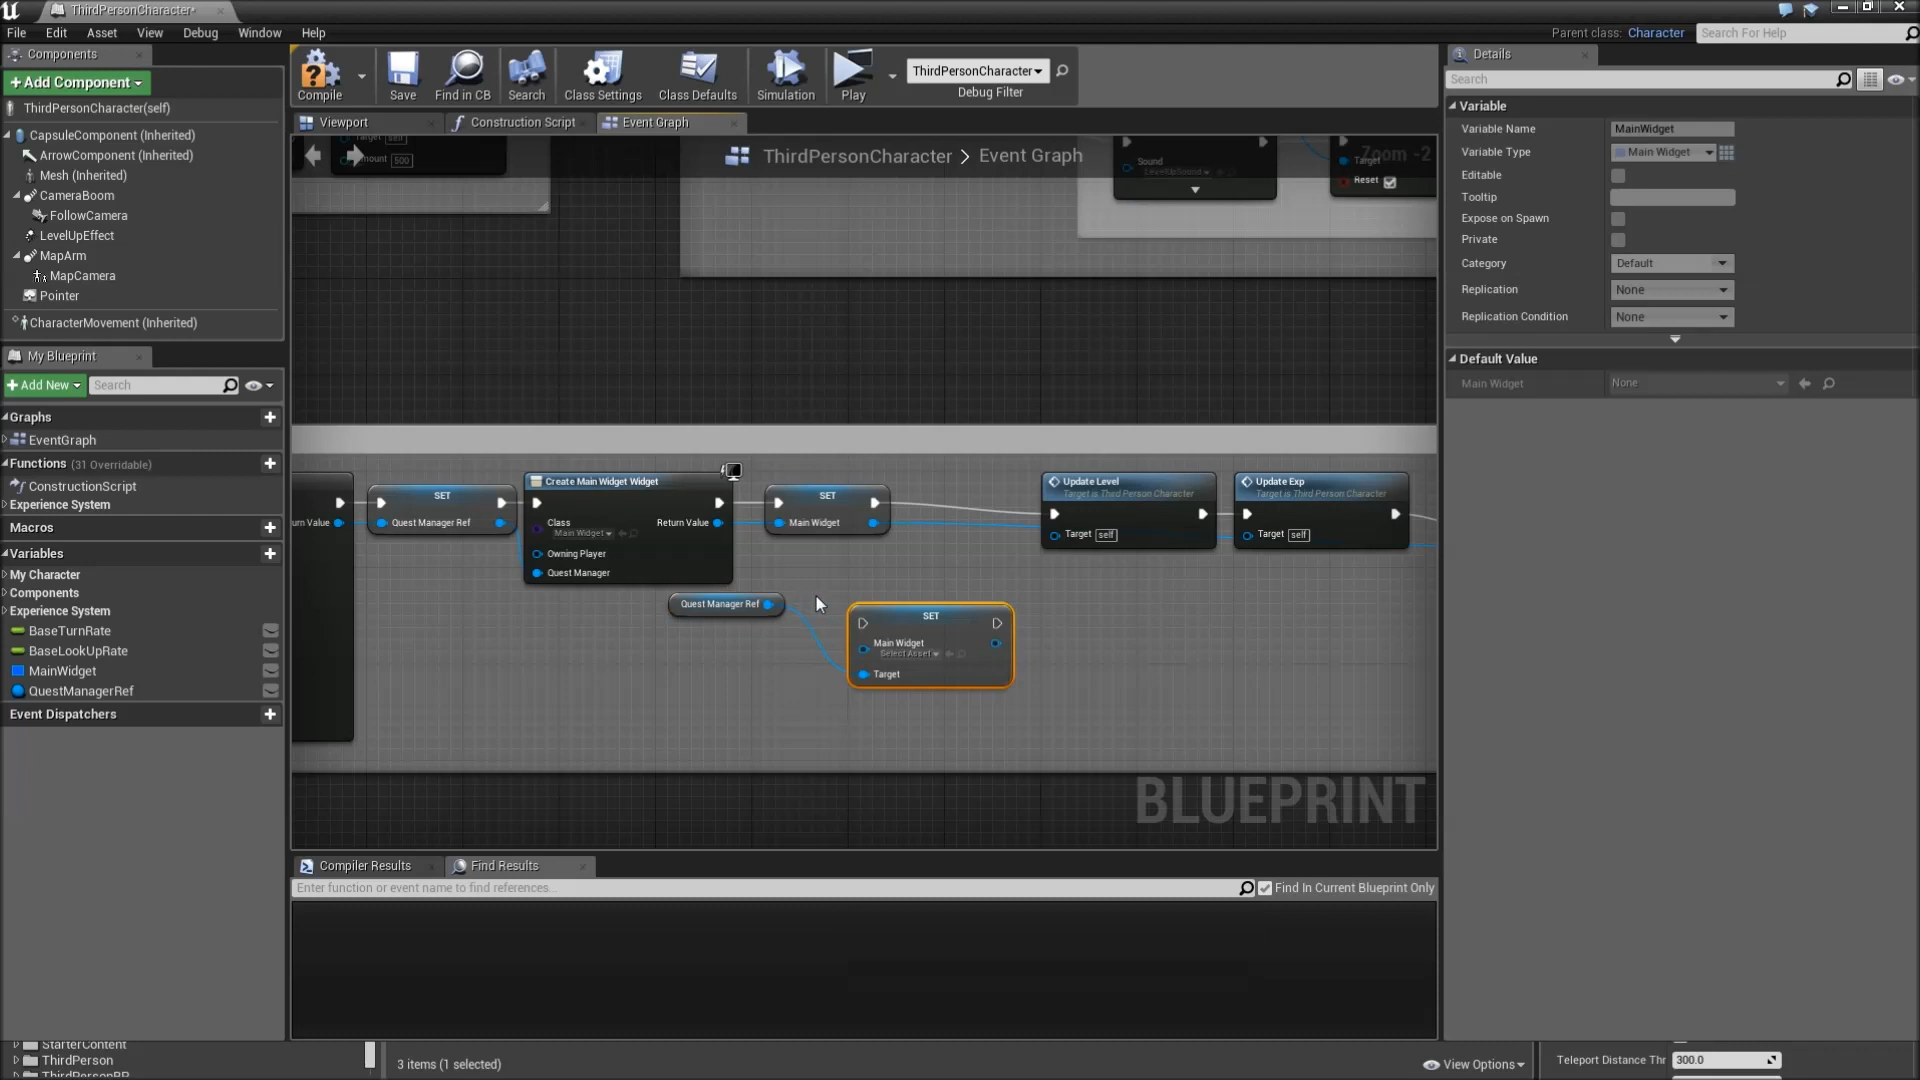 ThirdPersonCharacter*
File Edit Asset View Debug Window Help
Parent class: Character
Search For Help
Components
+Add Component
ThirdPersonCharacter(self)
CapsuleComponent (Inherited)
ArrowComponent (Inherited)
Mesh (Inherited)
CameraBoom
FollowCamera
LevelUpEffect
MapArm
MapCamera
Pointer
CharacterMovement (Inherited)
My Blueprint
+Add New
Search
Graphs
EventGraph
Functions (31 Overridable)
ConstructionScript
Experience System
Macros
Variables
My Character
Components
Experience System
BaseTurnRate
BaseLookUpRate
MainWidget
QuestManagerRef
Event Dispatchers
StarterContent
ThirdPerson
ThirdPersonBP
Compile
Save
Find in CB
Search
Class Settings
Class Defaults
Simulation
Play
ThirdPersonCharacter
Debug Filter
Viewport
Construction Script
Event Graph
ThirdPersonCharacter > Event Graph
Zoom -2
Target self
Amount 500
Sound
LevelUpSound
Target
Reset
urn Value
SET
Quest Manager Ref
Create Main Widget Widget
Class
Main Widget
Return Value
Owning Player
Quest Manager
SET
Main Widget
Update Level
Target is Third Person Character
Target self
Update Exp
Target is Third Person Character
Target self
Quest Manager Ref
SET
Main Widget
Select Asset
Target
BLUEPRINT
Compiler Results
Find Results
Enter function or event name to find references...
Find In Current Blueprint Only
3 items (1 selected)
View Options
Details
Search
Variable
Variable Name MainWidget
Variable Type Main Widget
Editable
Tooltip
Expose on Spawn
Private
Category Default
Replication None
Replication Condition None
Default Value
Main Widget None
Teleport Distance Thr 300.0